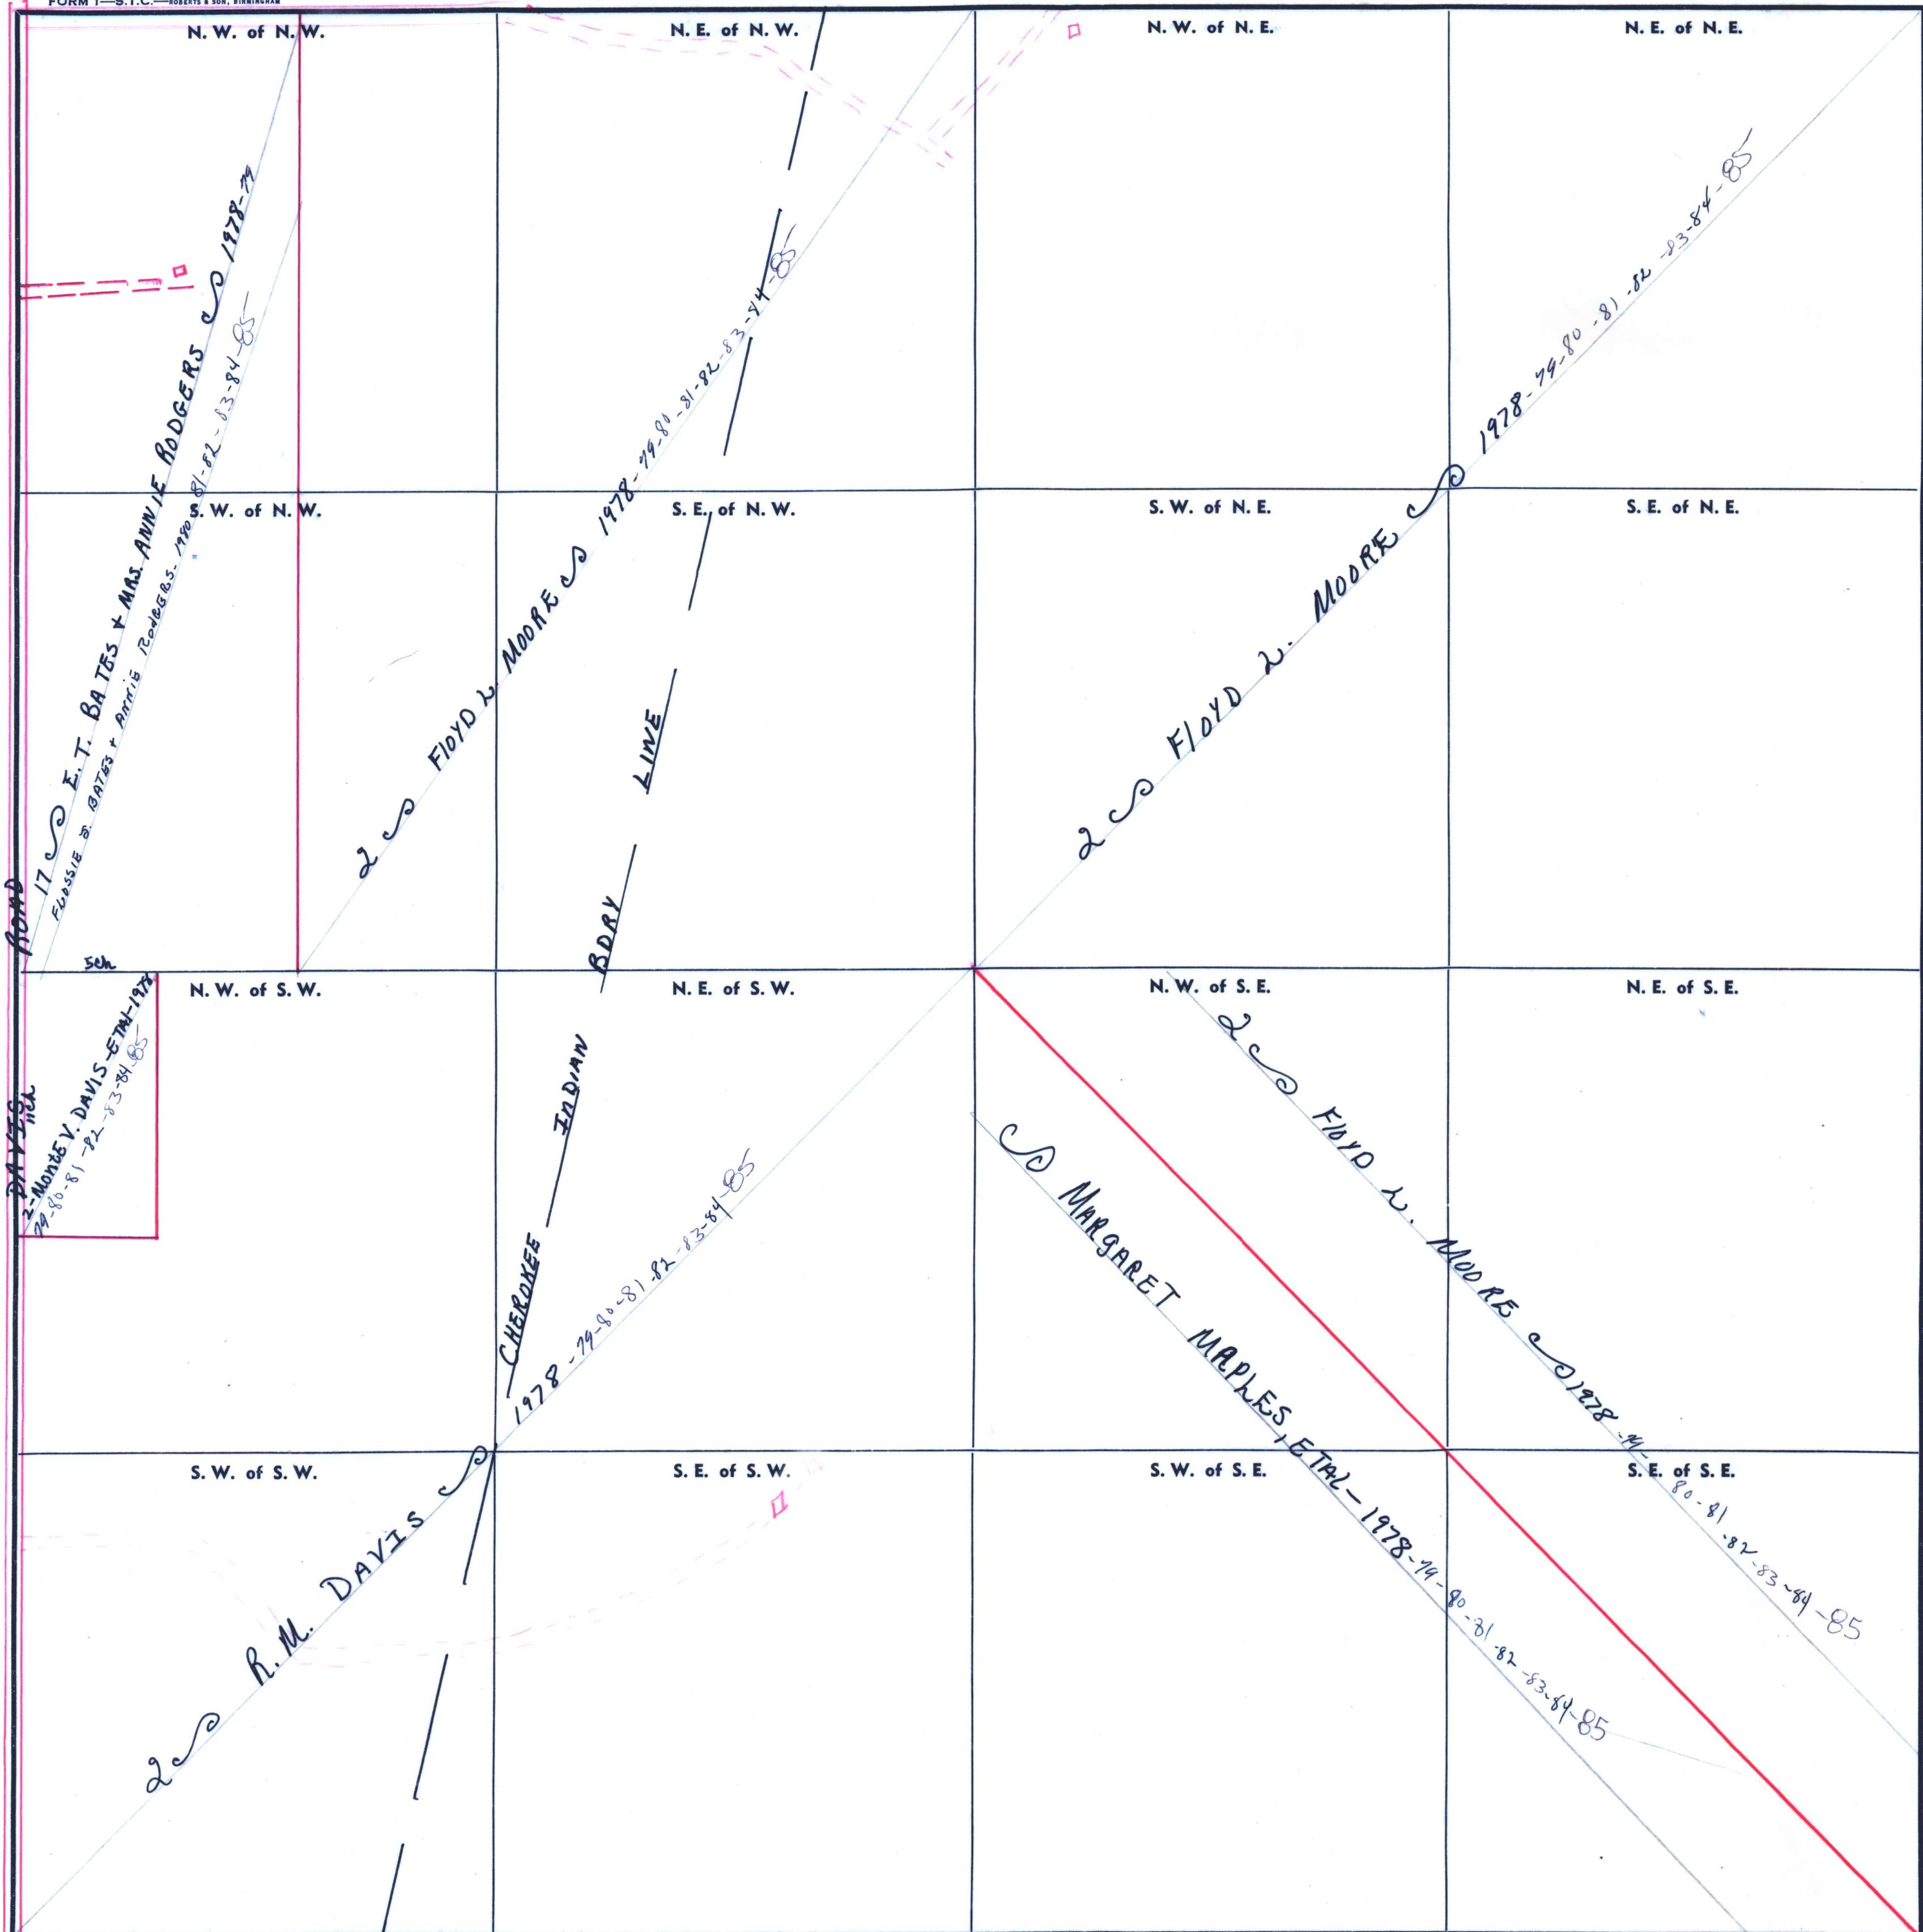 FORM 1—S.T.C.—ROBERTS & SON, BIRMINGHAM
N. W. of N. W.
N. E. of N. W.
N. W. of N. E.
N. E. of N. E.
17 E. T. BATES + MRS. ANNIE RODGERS 1978-79
FLOSSIE J. BATES + ANNIE RODGERS- 1980-81-82-83-84-85
2 FLOYD L. MOORE 1978-79-80-81-82-83-84-85
2 FLOYD L. MOORE 1978-79-80-81-82-83-84-85
S. W. of N. W.
S. E. of N. W.
S. W. of N. E.
S. E. of N. E.
DAVIS ROAD
5ch
11ch
2-MONTE V. DAVIS-ETAL-1978
79-80-81-82-83-84-85
N. W. of S. W.
N. E. of S. W.
N. W. of S. E.
N. E. of S. E.
CHEROKEE INDIAN BDRY LINE
2 FLOYD L. MOORE 1978-79-80-81-82-83-84-85
MARGARET MAPLES, ETAL-1978-79-80-81-82-83-84-85
2 R.M. DAVIS 1978-79-80-81-82-83-84-85
S. W. of S. W.
S. E. of S. W.
S. W. of S. E.
S. E. of S. E.